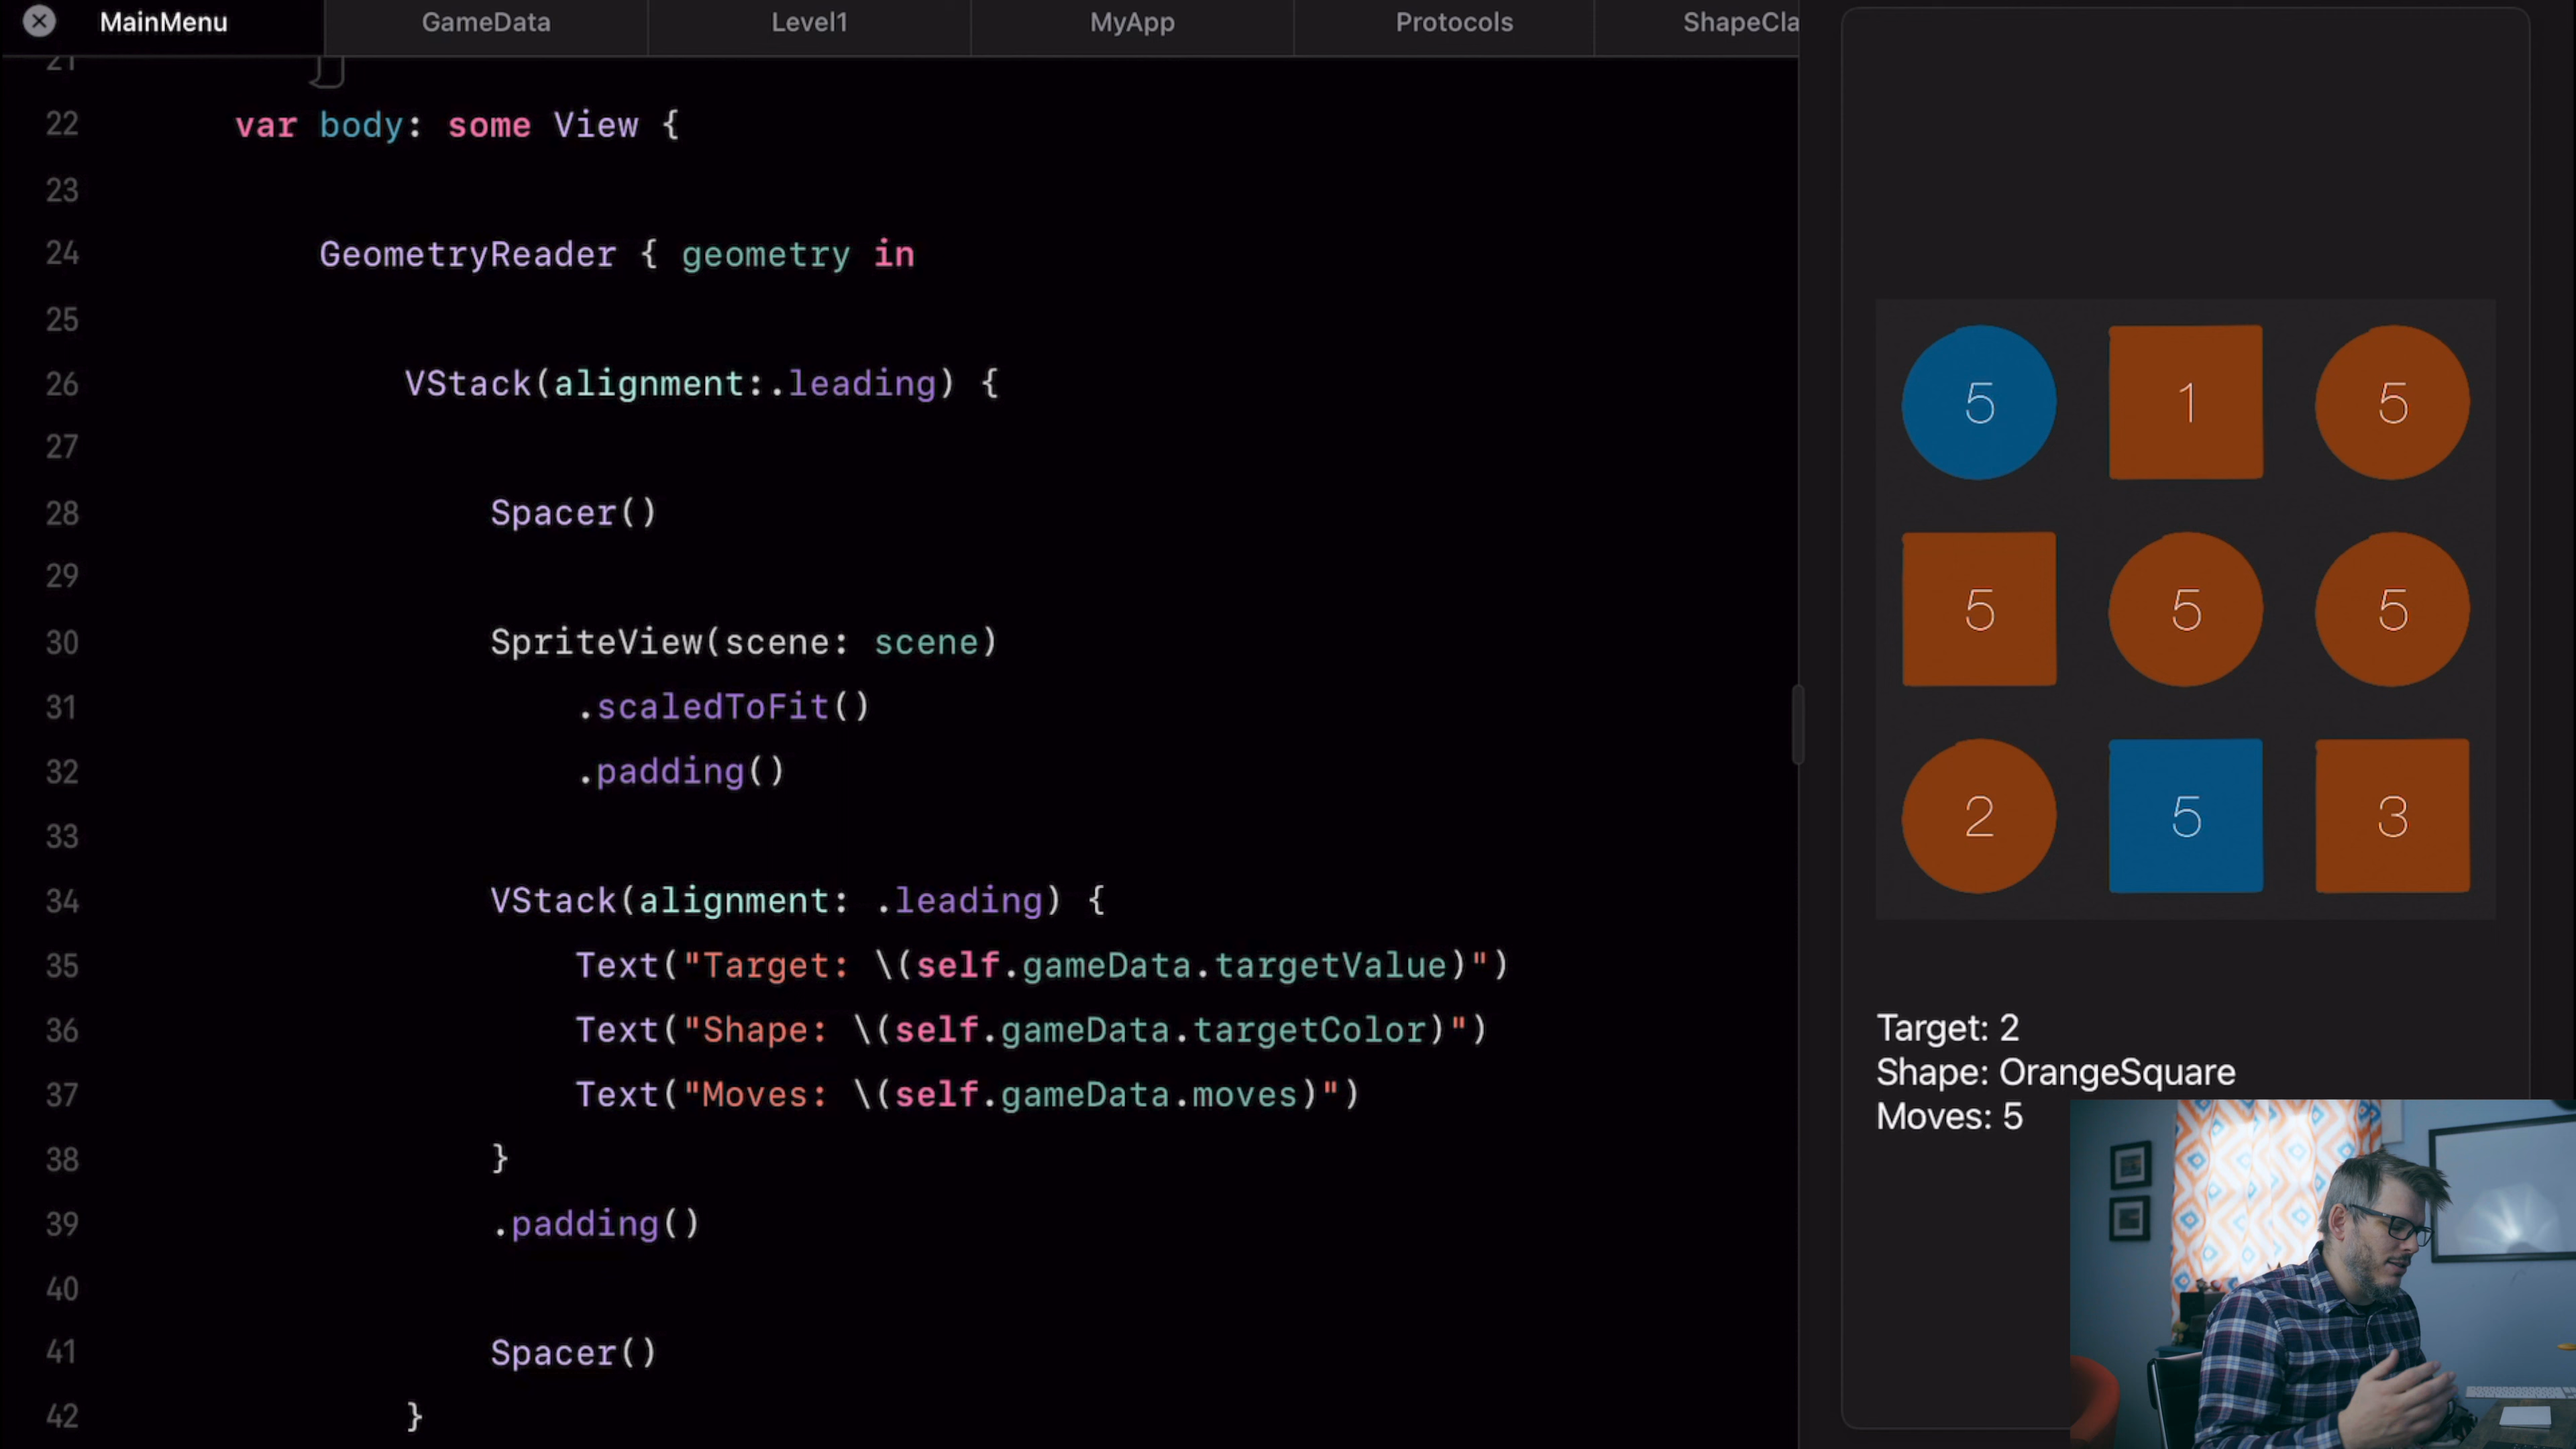 MainMenu
GameData
Level1
MyApp
Protocols
ShapeCla
21
22 var body: some View {
23
24 GeometryReader { geometry in
25
26 VStack(alignment:.leading) {
27
28 Spacer()
29
30 SpriteView(scene: scene)
31 .scaledToFit()
32 .padding()
33
34 VStack(alignment: .leading) {
35 Text("Target: \(self.gameData.targetValue)")
36 Text("Shape: \(self.gameData.targetColor)")
37 Text("Moves: \(self.gameData.moves)")
38 }
39 .padding()
40
41 Spacer()
42 }
5 1 5
5 5 5
2 5 3
Target: 2
Shape: OrangeSquare
Moves: 5